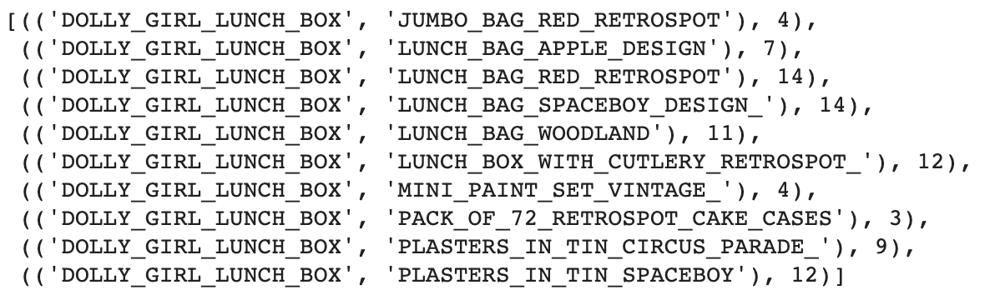 [(('DOLLY_GIRL_LUNCH_BOX', 'JUMBO_BAG_RED_RETROSPOT'), 4),
(('DOLLY_GIRL_LUNCH_BOX', 'LUNCH_BAG_APPLE_DESIGN'), 7),
(('DOLLY_GIRL_LUNCH_BOX', 'LUNCH_BAG_RED_RETROSPOT'), 14),
(('DOLLY_GIRL_LUNCH_BOX', 'LUNCH_BAG_SPACEBOY_DESIGN_'), 14),
(('DOLLY_GIRL_LUNCH_BOX', 'LUNCH_BAG_WOODLAND'), 11),
(('DOLLY_GIRL_LUNCH_BOX', 'LUNCH_BOX_WITH_CUTLERY_RETROSPOT_'), 12),
(('DOLLY_GIRL_LUNCH_BOX', 'MINI_PAINT_SET_VINTAGE_'), 4),
(('DOLLY_GIRL_LUNCH_BOX', 'PACK_OF_72_RETROSPOT_CAKE_CASES'), 3),
(('DOLLY_GIRL_LUNCH_BOX', 'PLASTERS_IN_TIN_CIRCUS_PARADE_'), 9),
(('DOLLY_GIRL_LUNCH_BOX', 'PLASTERS_IN_TIN_SPACEBOY'), 12)]